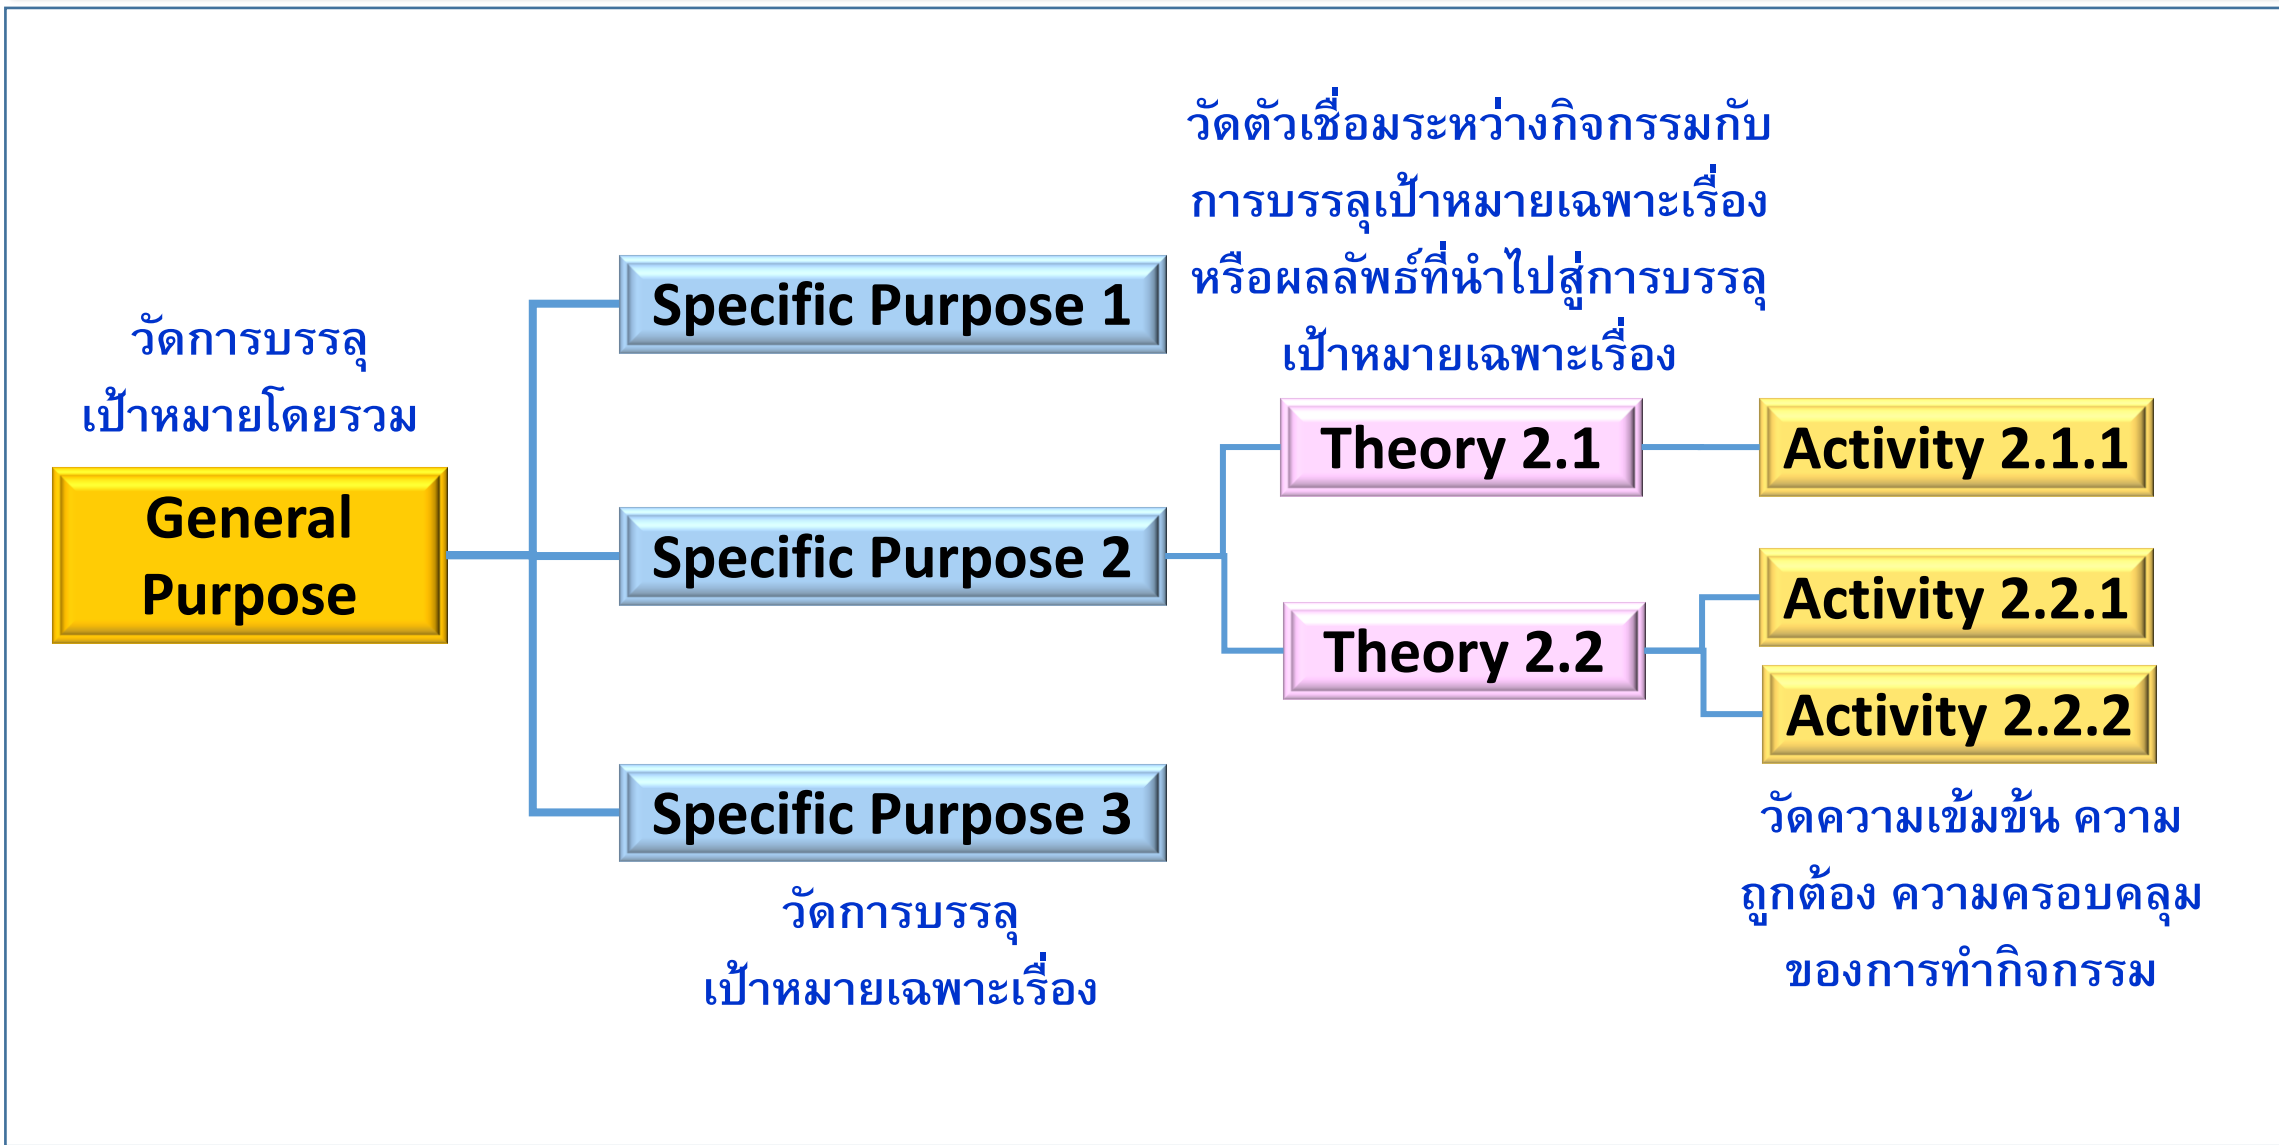 วัดการบรรลุ
เป้าหมายโดยรวม
General
Purpose
Specific Purpose 1
Specific Purpose 2
Specific Purpose 3
วัดการบรรลุ
เป้าหมายเฉพาะเรื่อง
วัดตัวเชื่อมระหว่างกิจกรรมกับ
การบรรลุเป้าหมายเฉพาะเรื่อง
หรือผลลัพธ์ที่นำไปสู่การบรรลุ
เป้าหมายเฉพาะเรื่อง
Theory 2.1
Theory 2.2
Activity 2.1.1
Activity 2.2.1
Activity 2.2.2
วัดความเข้มข้น ความ
ถูกต้อง ความครอบคลุม
ของการทำกิจกรรม